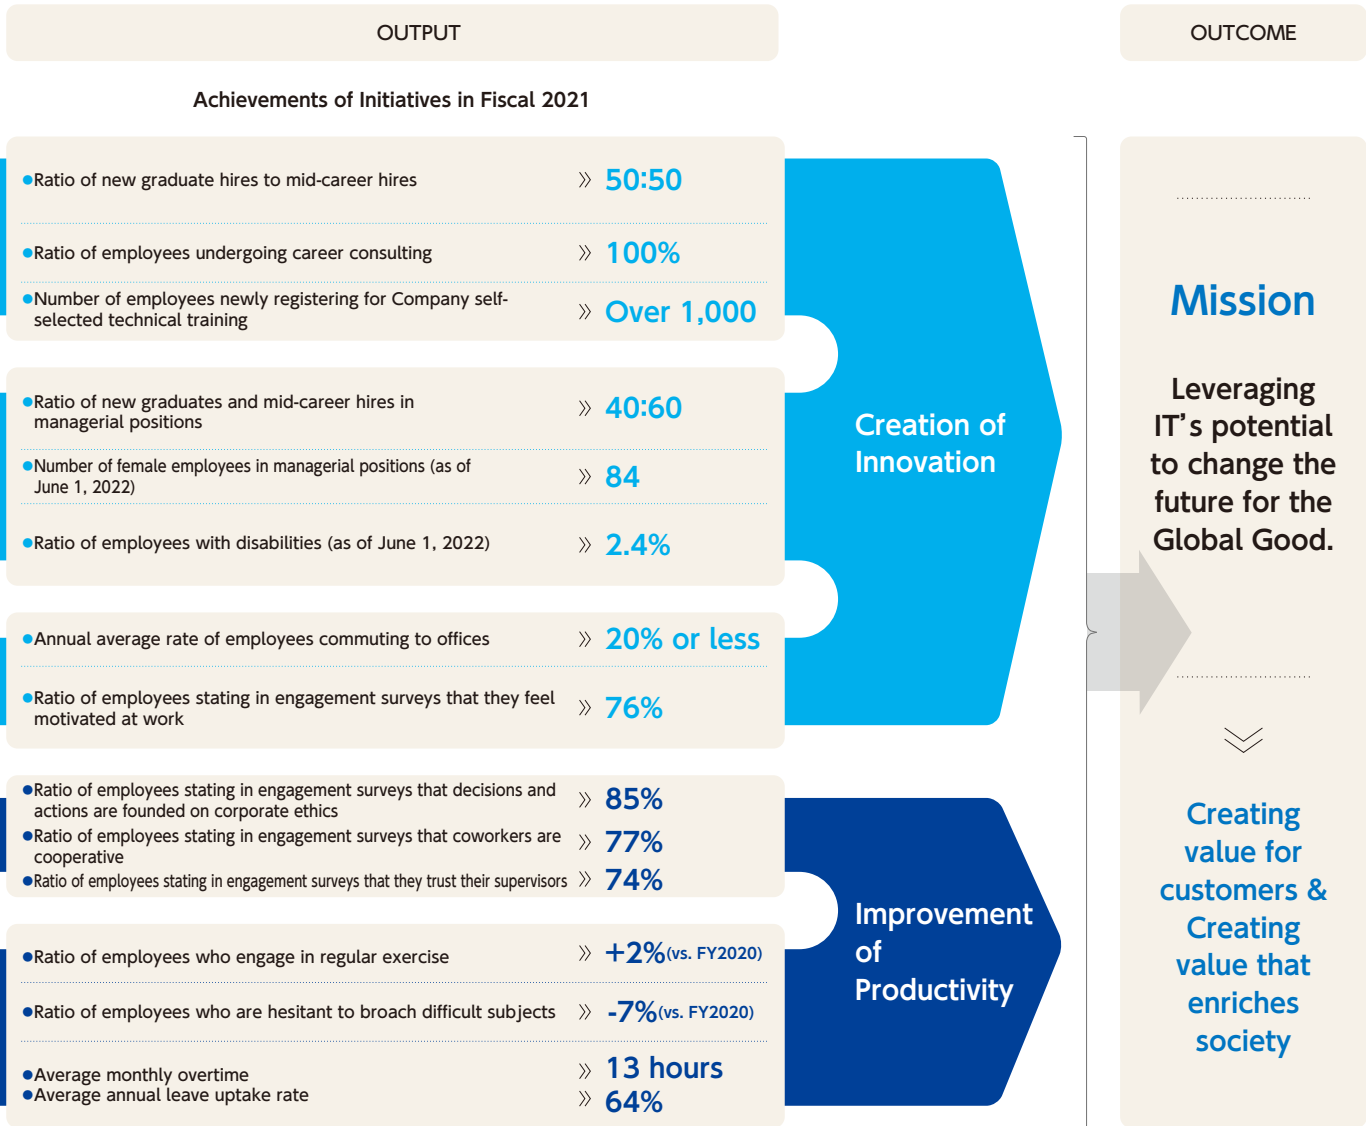 OUTPUT
OUTCOME
Achievements of Initiatives in Fiscal 2021
●Ratio of new graduate hires to mid-career hires » 50:50
●Ratio of employees undergoing career consulting » 100%
●Number of employees newly registering for Company self-
selected technical training » Over 1,000
●Ratio of new graduates and mid-career hires in
managerial positions » 40:60
●Number of female employees in managerial positions (as of
June 1, 2022) » 84
●Ratio of employees with disabilities (as of June 1, 2022) » 2.4%
●Annual average rate of employees commuting to offices » 20% or less
●Ratio of employees stating in engagement surveys that they feel
motivated at work » 76%
Creation of
Innovation
●Ratio of employees stating in engagement surveys that decisions and
actions are founded on corporate ethics » 85%
●Ratio of employees stating in engagement surveys that coworkers are
cooperative » 77%
●Ratio of employees stating in engagement surveys that they trust their supervisors » 74%
●Ratio of employees who engage in regular exercise » +2%(vs. FY2020)
●Ratio of employees who are hesitant to broach difficult subjects » -7%(vs. FY2020)
●Average monthly overtime » 13 hours
●Average annual leave uptake rate » 64%
Improvement
of
Productivity
Mission
Leveraging
IT's potential
to change the
future for the
Global Good.
Creating
value for
customers &
Creating
value that
enriches
society